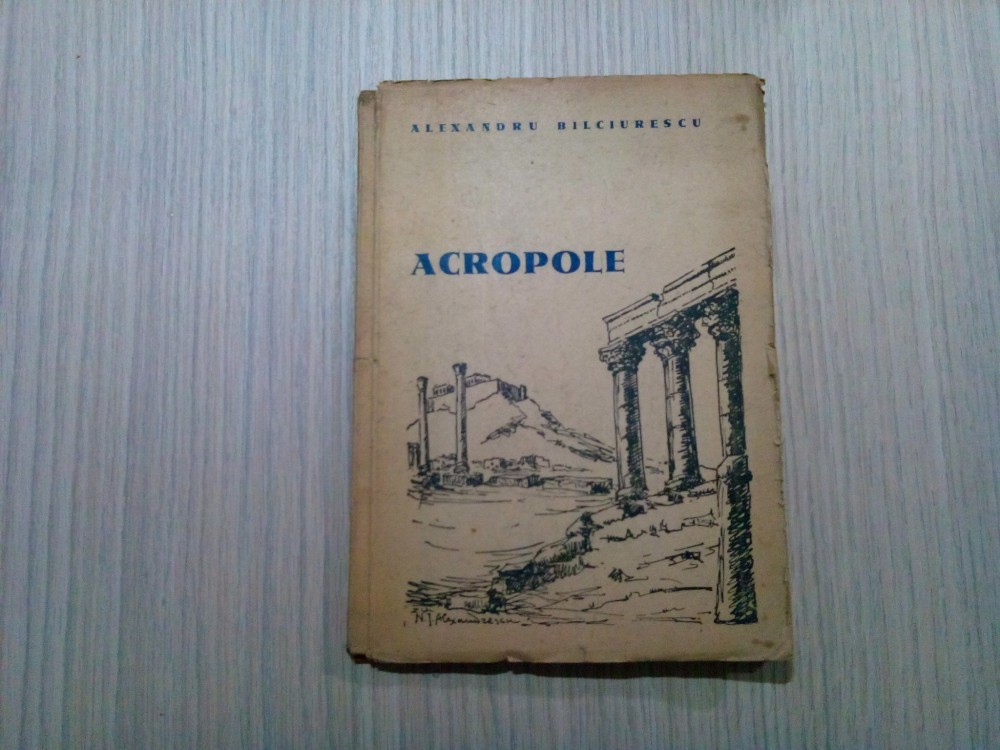 ALEXANDRU BILCIURESCU
ACROPOLE
N. J. Alexandrescu